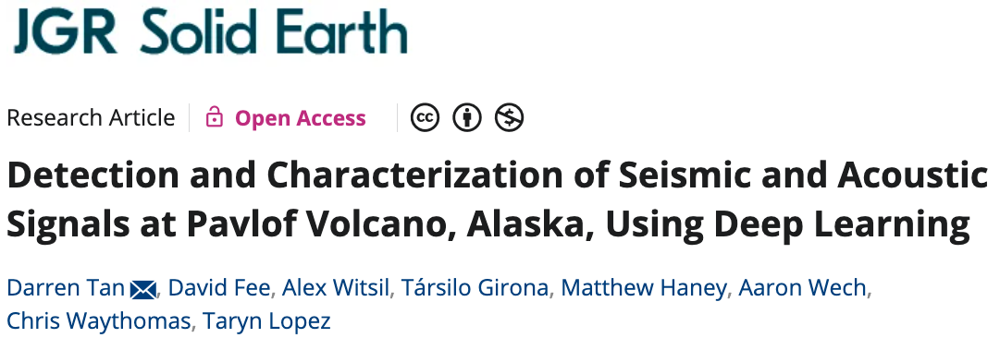 JGR Solid Earth
Research Article Open Access cc
Detection and Characterization of Seismic and Acoustic
Signals at Pavlof Volcano, Alaska, Using Deep Learning
Darren Tan, David Fee, Alex Witsil, Társilo Girona, Matthew Haney, Aaron Wech,
Chris Waythomas, Taryn Lopez